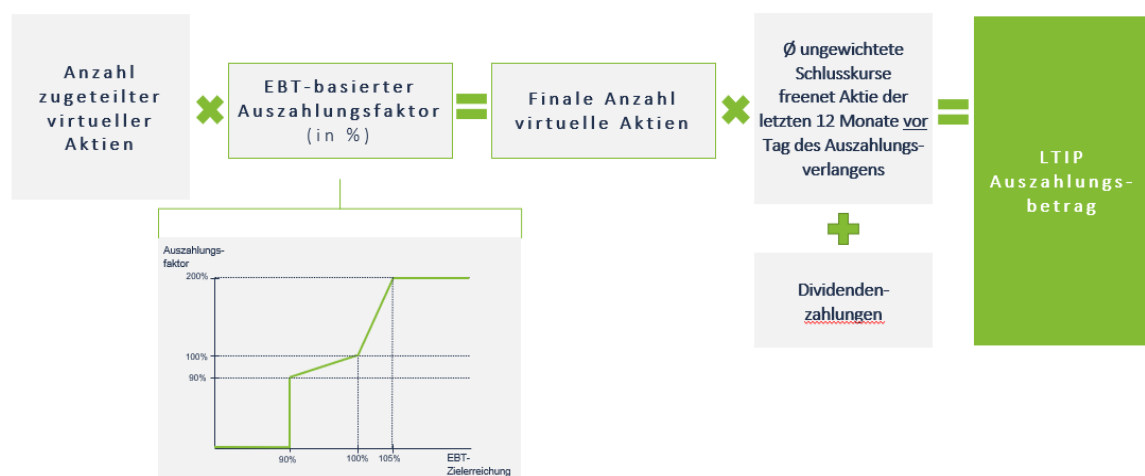 Anzahl
zugeteilter
virtueller
Aktien
EBT-basierter
Auszahlungsfaktor
(in %)
Finale Anzahl
virtuelle Aktien
Ø ungewichtete
Schlusskurse
freenet Aktie der
letzten 12 Monate vor
Tag des Auszahlungs-
verlangens
Dividenden-
zahlungen
LTIP
Auszahlungs-
betrag
Auszahlungs-
faktor
200%
100%
90%
90%
100%
105%
EBT-
Zielerreichung